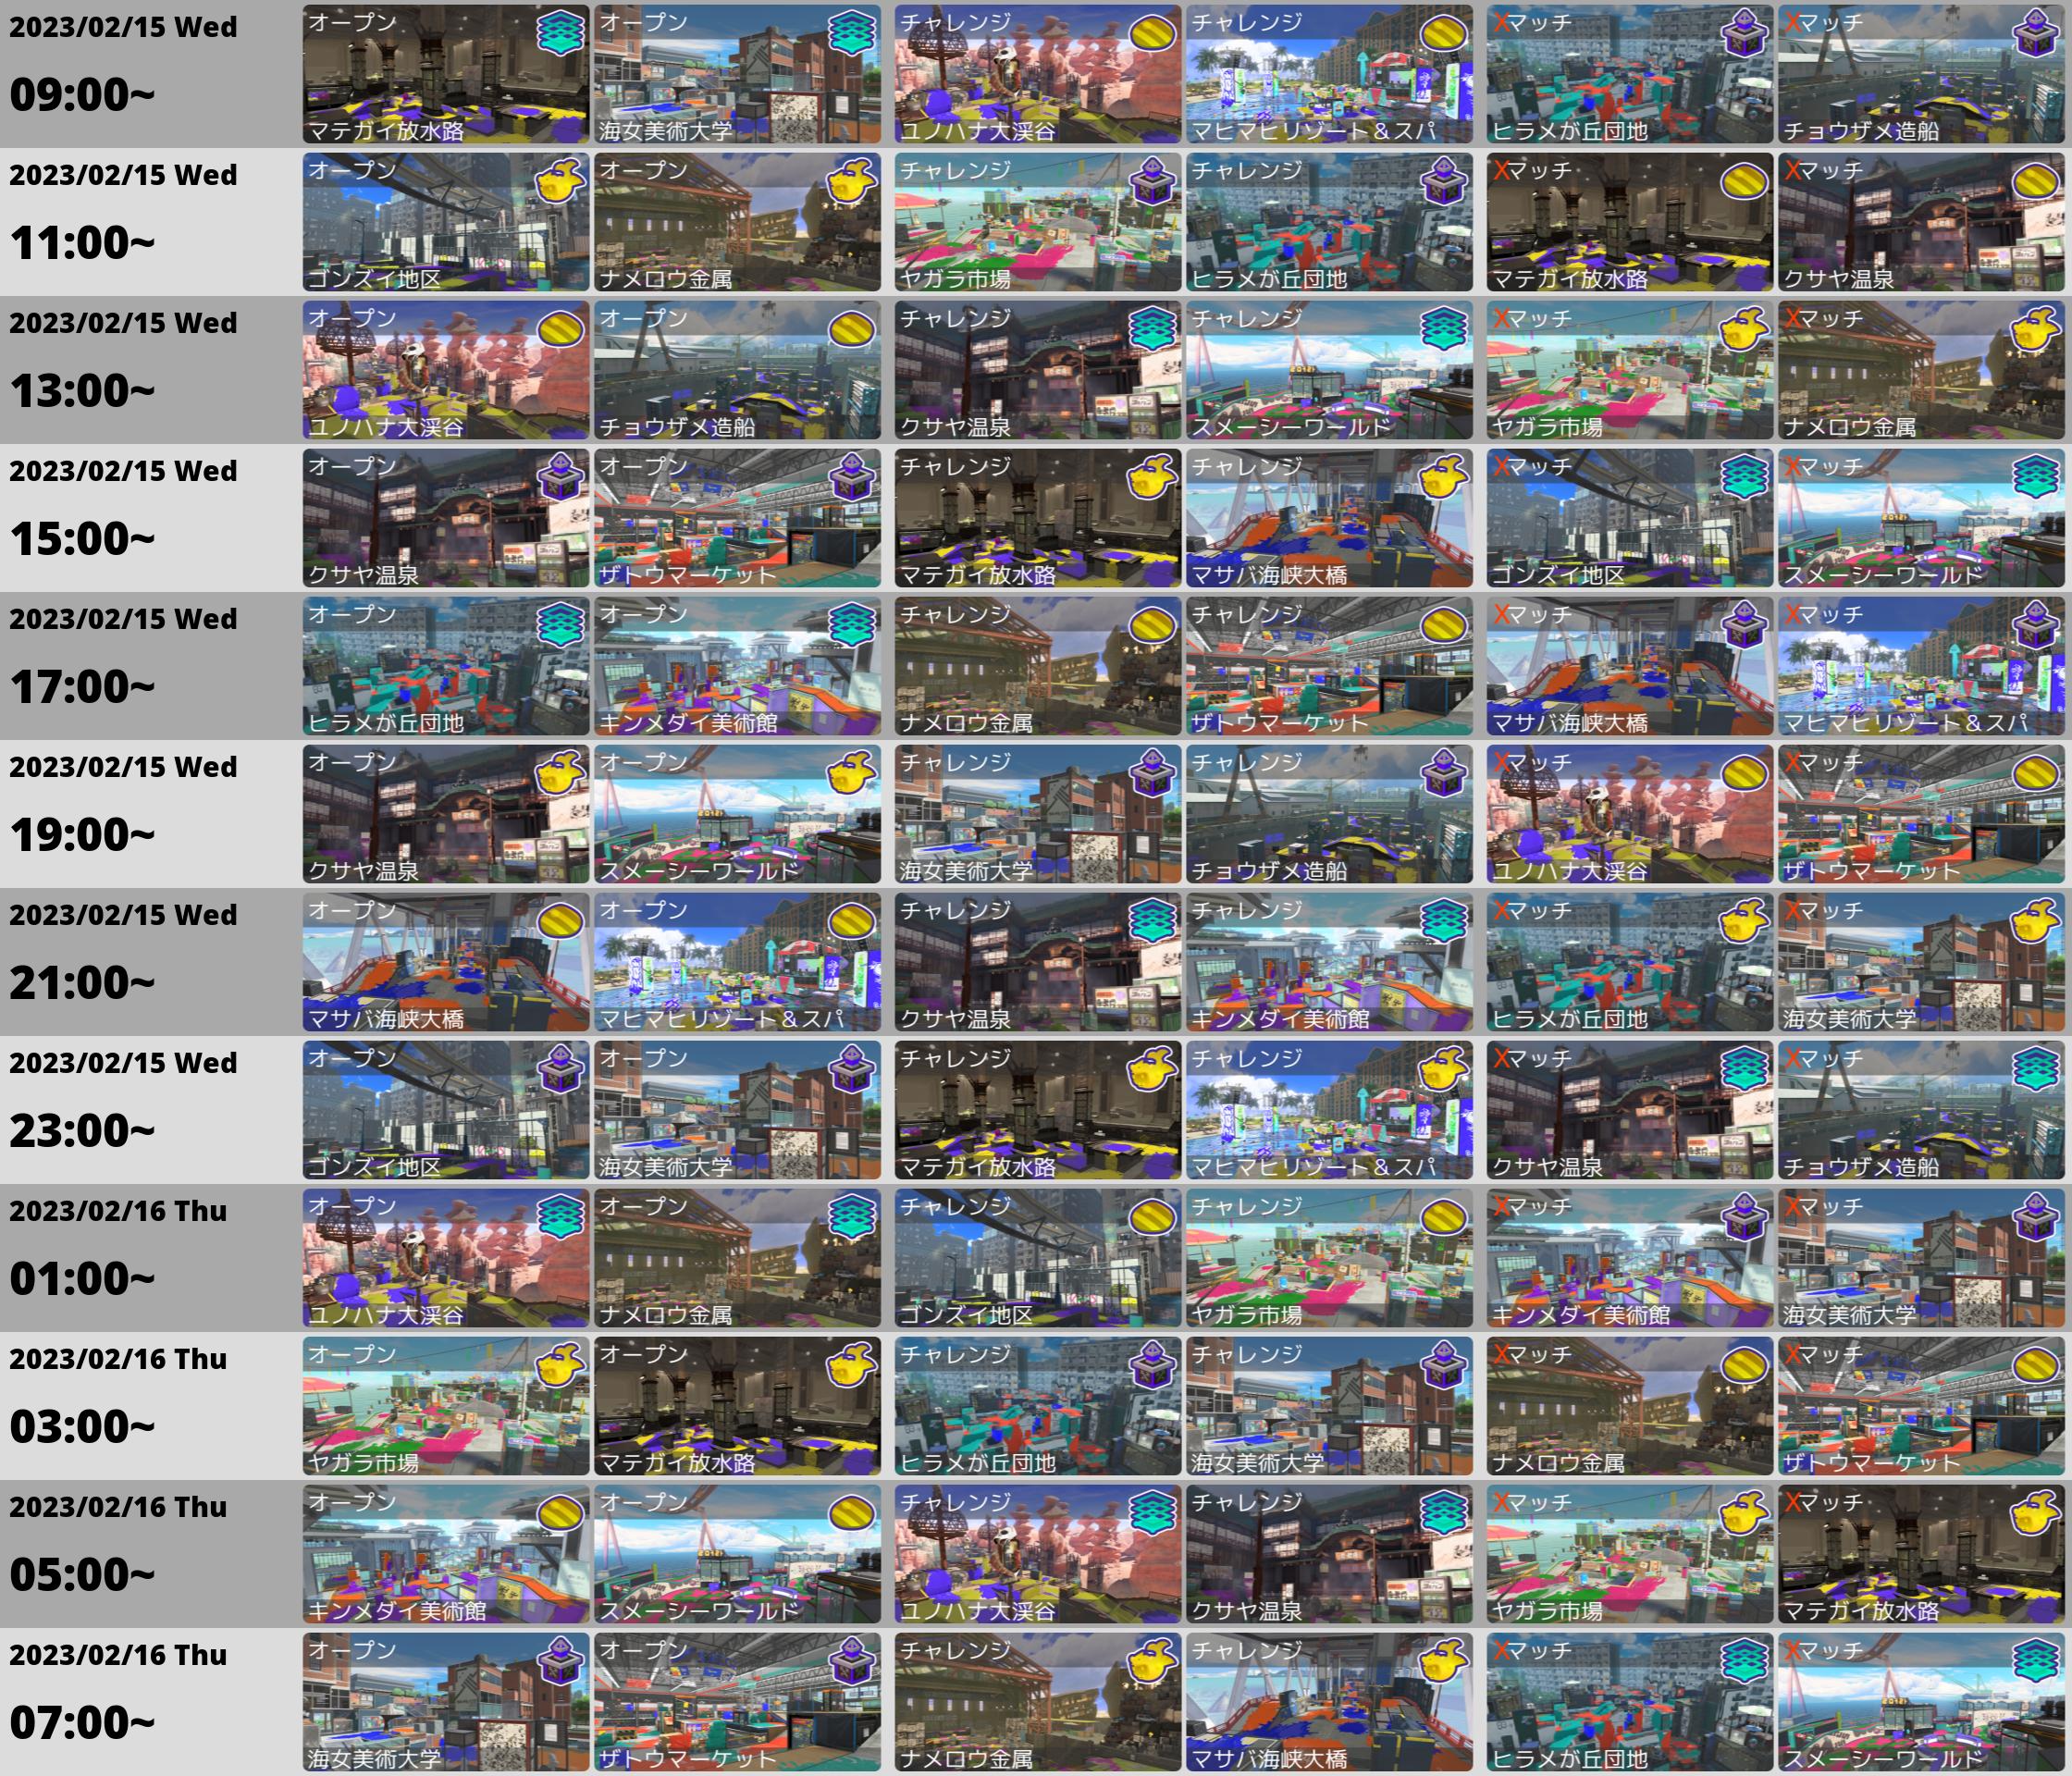 2023/02/15 Wed
09:00~
オープン オープン チャレンジ チャレンジ Xマッチ Xマッチ
マテガイ放水路 海女美術大学 ユノハナ大渓谷 マヒマヒリゾート＆スパ ヒラメが丘団地 チョウザメ造船
2023/02/15 Wed
11:00~
オープン オープン チャレンジ チャレンジ Xマッチ Xマッチ
ゴンズイ地区 ナメロウ金属 ヤガラ市場 ヒラメが丘団地 マテガイ放水路 クサヤ温泉
2023/02/15 Wed
13:00~
オープン オープン チャレンジ チャレンジ Xマッチ Xマッチ
ユノハナ大渓谷 チョウザメ造船 クサヤ温泉 スメーシーワールド ヤガラ市場 ナメロウ金属
2023/02/15 Wed
15:00~
オープン オープン チャレンジ チャレンジ Xマッチ Xマッチ
クサヤ温泉 ザトウマーケット マテガイ放水路 マサバ海峡大橋 ゴンズイ地区 スメーシーワールド
2023/02/15 Wed
17:00~
オープン オープン チャレンジ チャレンジ Xマッチ Xマッチ
ヒラメが丘団地 キンメダイ美術館 ナメロウ金属 ザトウマーケット マサバ海峡大橋 マヒマヒリゾート＆スパ
2023/02/15 Wed
19:00~
オープン オープン チャレンジ チャレンジ Xマッチ Xマッチ
クサヤ温泉 スメーシーワールド 海女美術大学 チョウザメ造船 ユノハナ大渓谷 ザトウマーケット
2023/02/15 Wed
21:00~
オープン オープン チャレンジ チャレンジ Xマッチ Xマッチ
マサバ海峡大橋 マヒマヒリゾート＆スパ クサヤ温泉 キンメダイ美術館 ヒラメが丘団地 海女美術大学
2023/02/15 Wed
23:00~
オープン オープン チャレンジ チャレンジ Xマッチ Xマッチ
ゴンズイ地区 海女美術大学 マテガイ放水路 マヒマヒリゾート＆スパ クサヤ温泉 チョウザメ造船
2023/02/16 Thu
01:00~
オープン オープン チャレンジ チャレンジ Xマッチ Xマッチ
ユノハナ大渓谷 ナメロウ金属 ゴンズイ地区 ヤガラ市場 キンメダイ美術館 海女美術大学
2023/02/16 Thu
03:00~
オープン オープン チャレンジ チャレンジ Xマッチ Xマッチ
ヤガラ市場 マテガイ放水路 ヒラメが丘団地 海女美術大学 ナメロウ金属 ザトウマーケット
2023/02/16 Thu
05:00~
オープン オープン チャレンジ チャレンジ Xマッチ Xマッチ
キンメダイ美術館 スメーシーワールド ユノハナ大渓谷 クサヤ温泉 ヤガラ市場 マテガイ放水路
2023/02/16 Thu
07:00~
オープン オープン チャレンジ チャレンジ Xマッチ Xマッチ
海女美術大学 ザトウマーケット ナメロウ金属 マサバ海峡大橋 ヒラメが丘団地 スメーシーワールド